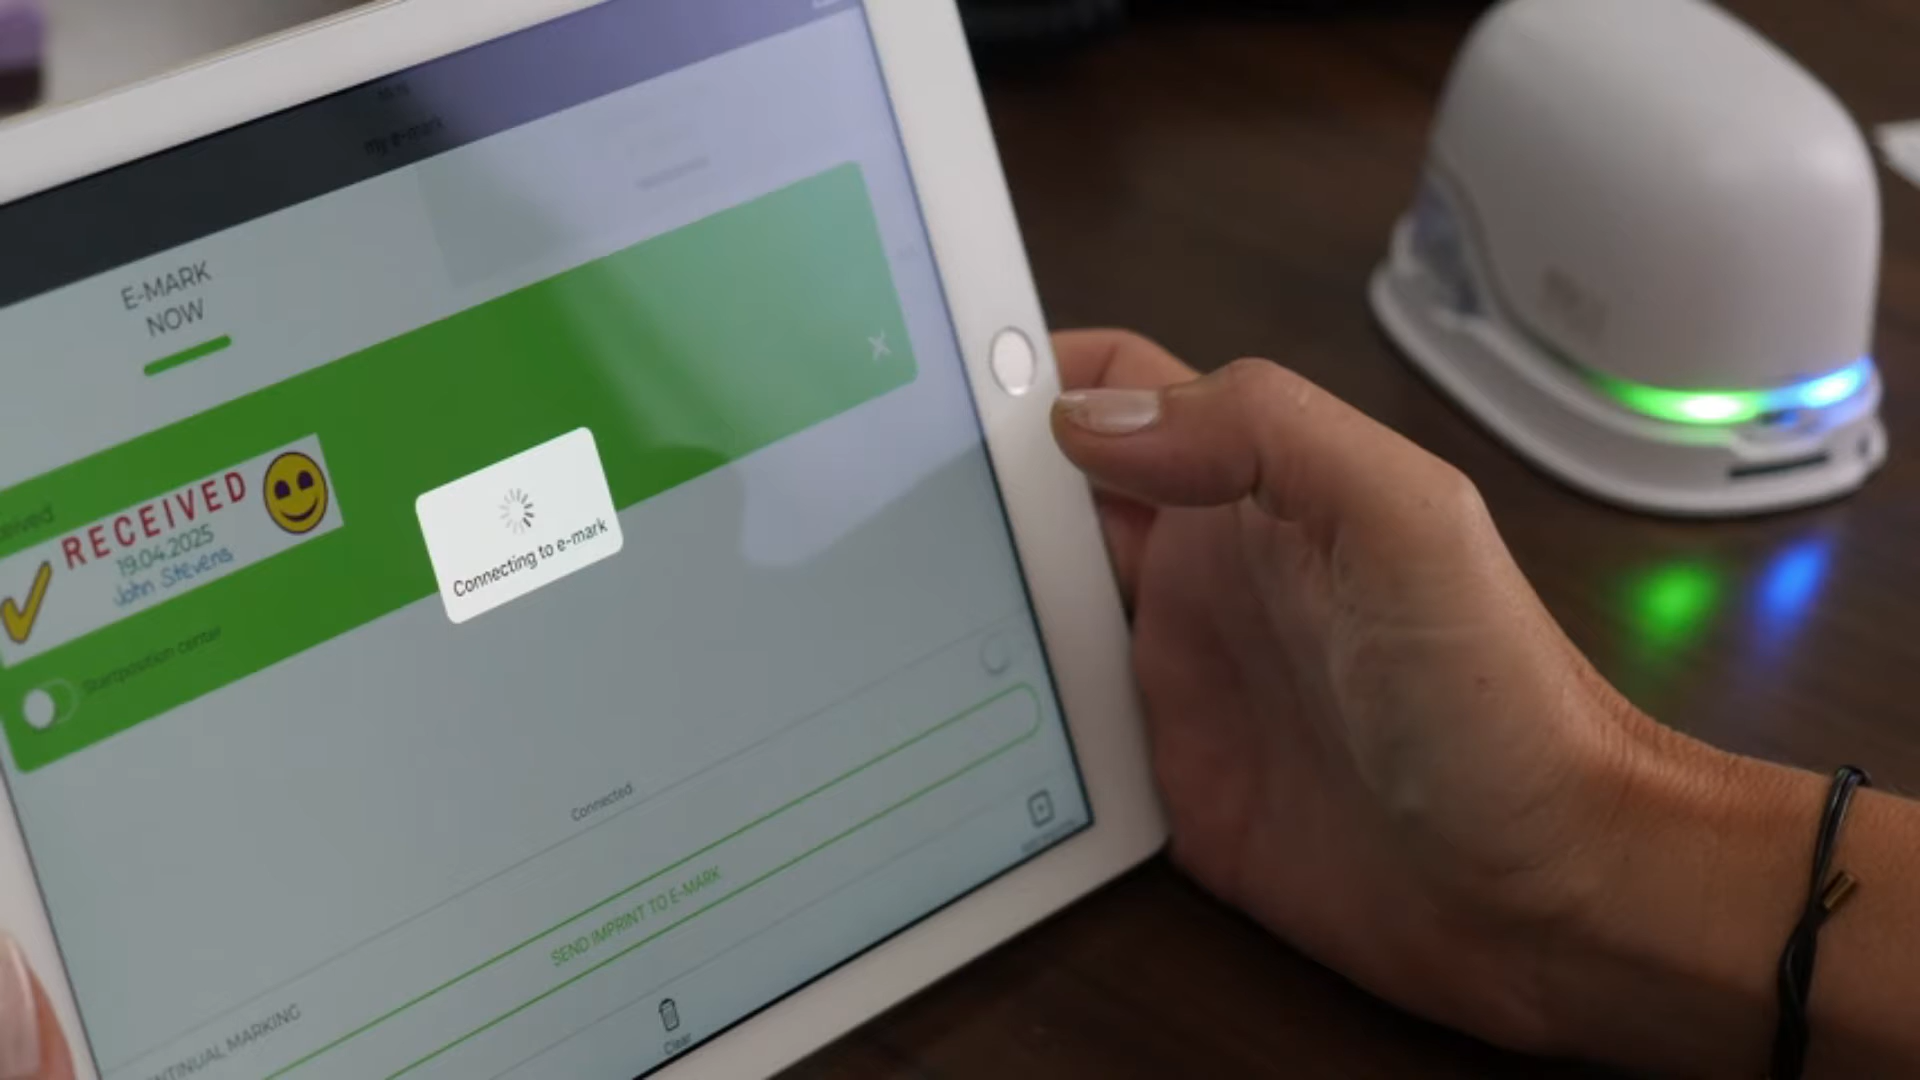 my e-mark
E-MARK
NOW
RECEIVED
19.04.2025
John Stevens
Startposition center
Connecting to e-mark
Connected
SEND IMPRINT TO E-MARK
Clear